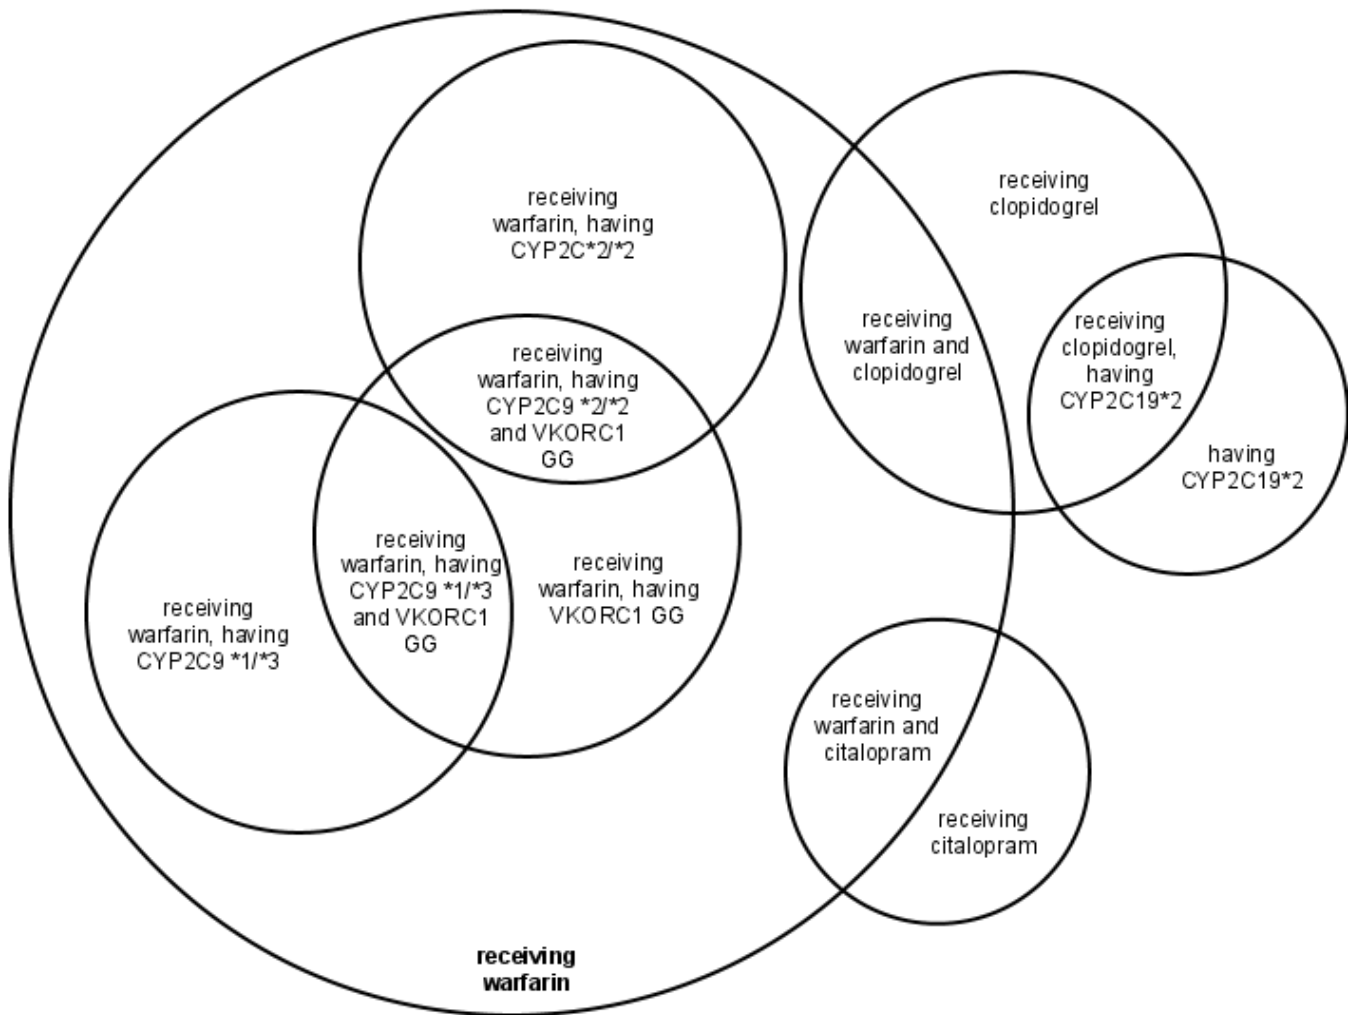 receiving
warfarin, having
CYP2C*2/*2
receiving
clopidogrel
receiving
warfarin and
clopidogrel
receiving
clopidogrel,
having
CYP2C19*2
having
CYP2C19*2
receiving
warfarin, having
CYP2C9 *2/*2
and VKORC1
GG
receiving
warfarin, having
CYP2C9 *1/*3
and VKORC1
GG
receiving
warfarin, having
VKORC1 GG
receiving
warfarin, having
CYP2C9 *1/*3
receiving
warfarin and
citalopram
receiving
citalopram
receiving
warfarin